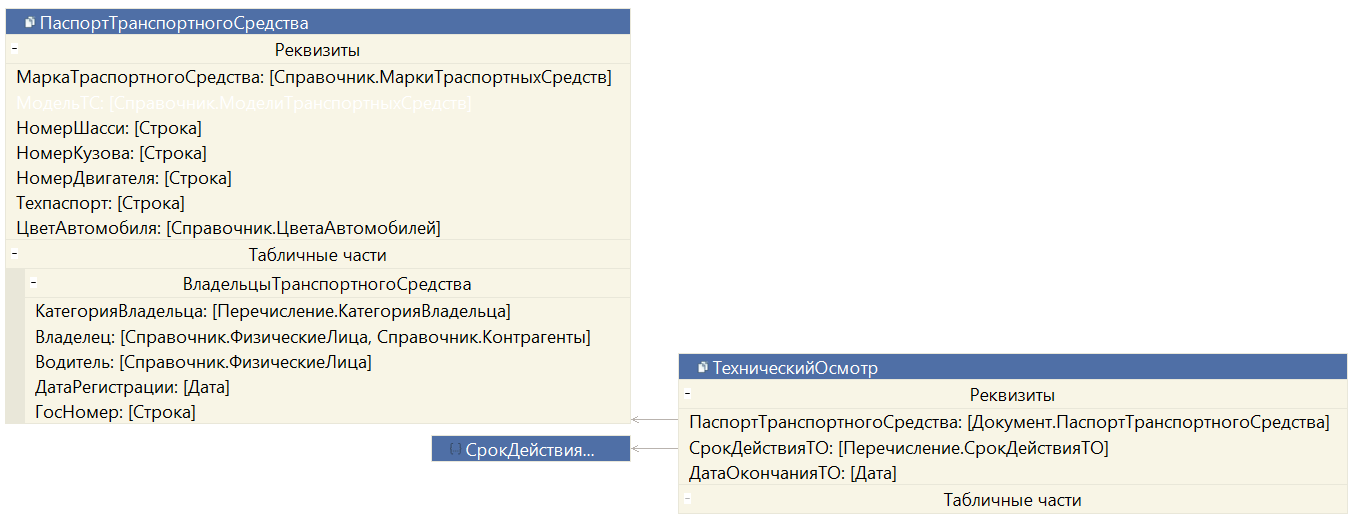 ПаспортТранспортногоСредства
Реквизиты
МаркаТраспортногоСредства: [Справочник.МаркиТраспортныхСредств]
МодельТС: [Справочник.МоделиТранспортныхСредств]
НомерШасси: [Строка]
НомерКузова: [Строка]
НомерДвигателя: [Строка]
Техпаспорт: [Строка]
ЦветАвтомобиля: [Справочник.ЦветаАвтомобилей]
Табличные части
ВладельцыТранспортногоСредства
КатегорияВладельца: [Перечисление.КатегорияВладельца]
Владелец: [Справочник.ФизическиеЛица, Справочник.Контрагенты]
Водитель: [Справочник.ФизическиеЛица]
ДатаРегистрации: [Дата]
ГосНомер: [Строка]
СрокДействия...
ТехническийОсмотр
Реквизиты
ПаспортТранспортногоСредства: [Документ.ПаспортТранспортногоСредства]
СрокДействияТО: [Перечисление.СрокДействияТО]
ДатаОкончанияТО: [Дата]
Табличные части